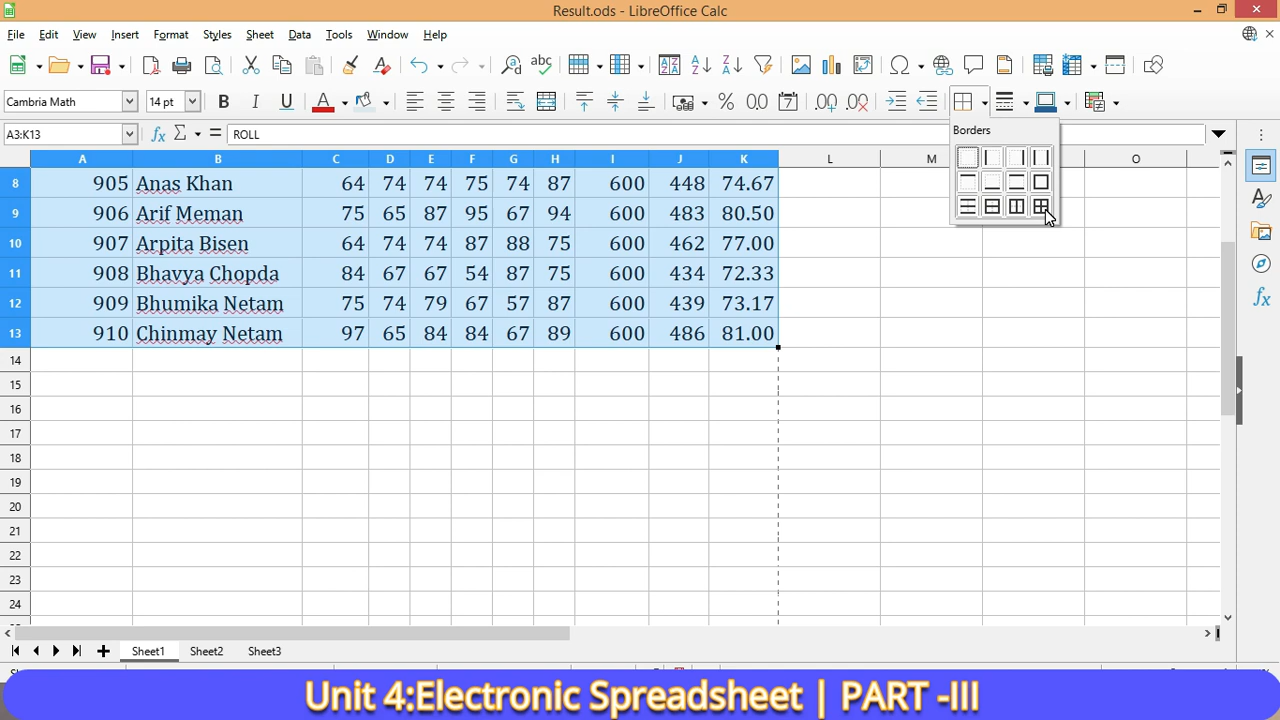 Result.ods - LibreOffice Calc
File Edit View Insert Format Styles Sheet Data Tools Window Help
Cambria Math 14 pt
A3:K13 ROLL
Borders
A B C D E F G H I J K L M O
8 905 Anas Khan 64 74 74 75 74 87 600 448 74.67
9 906 Arif Meman 75 65 87 95 67 94 600 483 80.50
10 907 Arpita Bisen 64 74 74 87 88 75 600 462 77.00
11 908 Bhavya Chopda 84 67 67 54 87 75 600 434 72.33
12 909 Bhumika Netam 75 74 79 67 57 87 600 439 73.17
13 910 Chinmay Netam 97 65 84 84 67 89 600 486 81.00
14
15
16
17
18
19
20
21
22
23
24
Sheet1 Sheet2 Sheet3
Unit 4:Electronic Spreadsheet | PART -III